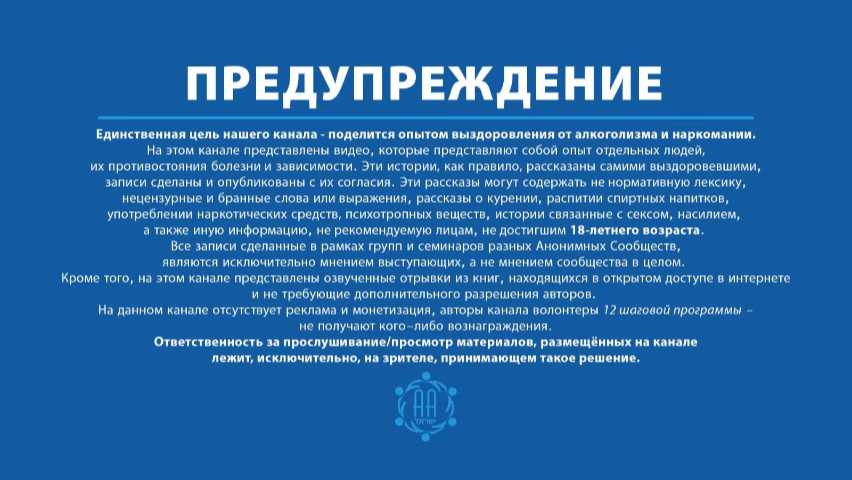 ПРЕДУПРЕЖДЕНИЕ
Единственная цель нашего канала - поделится опытом выздоровления от алкоголизма и наркомании.
На этом канале представлены видео, которые представляют собой опыт отдельных людей,
их противостояния болезни и зависимости. Эти истории, как правило, рассказаны самими выздоровевшими,
записи сделаны и опубликованы с их согласия. Эти рассказы могут содержать не нормативную лексику,
нецензурные и бранные слова или выражения, рассказы о курении, распитии спиртных напитков,
употреблении наркотических средств, психотропных веществ, истории связанные с сексом, насилием,
а также иную информацию, не рекомендуемую лицам, не достигшим 18-летнего возраста.
Все записи сделанные в рамках групп и семинаров разных Анонимных Сообществ,
являются исключительно мнением выступающих, а не мнением сообщества в целом.
Кроме того, на этом канале представлены озвученные отрывки из книг, находящихся в открытом доступе в интернете
и не требующие дополнительного разрешения авторов.
На данном канале отсутствует реклама и монетизация, авторы канала волонтеры 12 шаговой программы –
не получают кого–либо вознаграждения.
Ответственность за прослушивание/просмотр материалов, размещённых на канале
лежит, исключительно, на зрителе, принимающем такое решение.
AA
ישראל